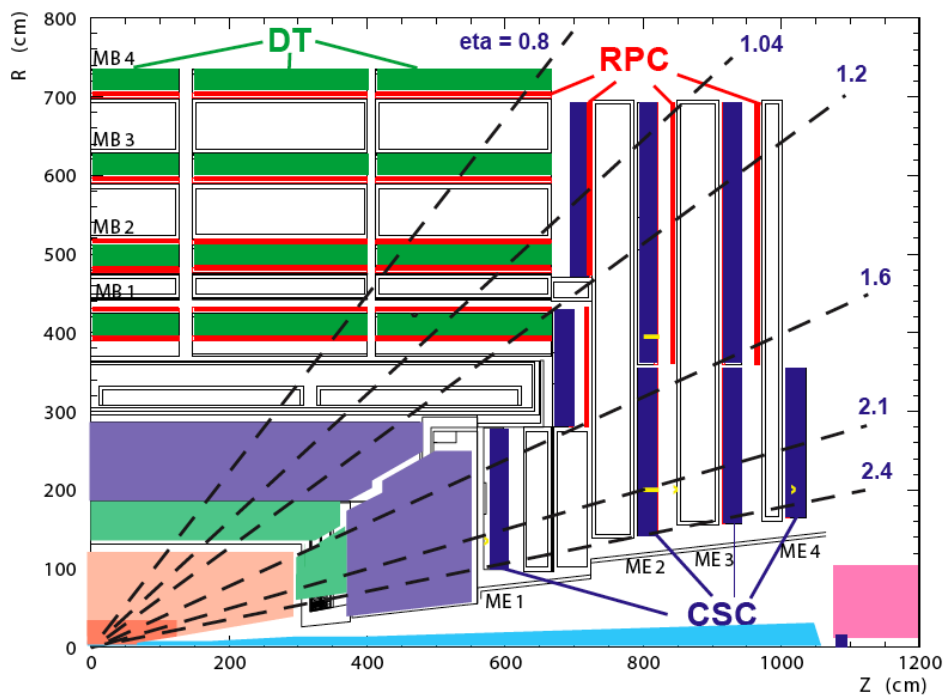 R (cm)
800
700
600
500
400
300
200
100
0
MB 4
MB 3
MB 2
MB 1
DT
eta = 0.8
RPC
1.04
1.2
1.6
2.1
2.4
ME 1
ME 2
ME 3
ME 4
CSC
0
200
400
600
800
1000
1200
Z (cm)